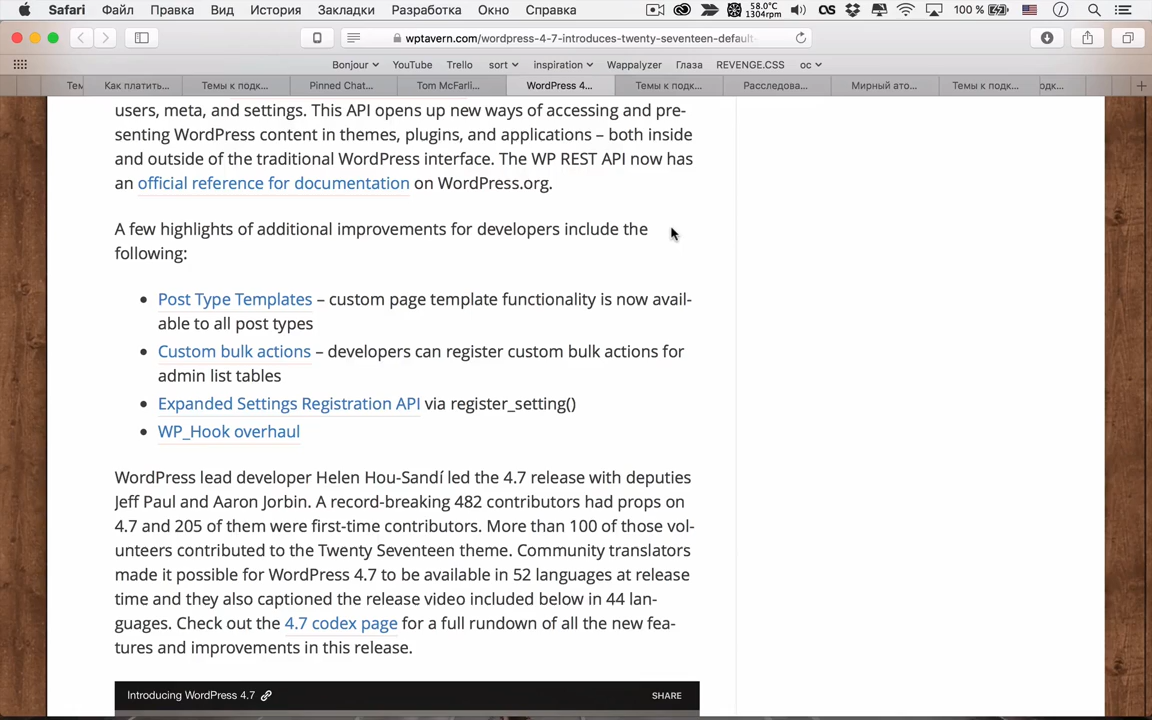 Safari Файл Правка Вид История Закладки Разработка Окно Справка 58.0°C 1304rpm 100 %
wptavern.com/wordpress-4-7-introduces-twenty-seventeen-default-
Bonjour YouTube Trello sort inspiration Wappalyzer Глаза REVENGE.CSS ос
Тем Как платить... Темы к подк... Pinned Chat... Tom McFarli... WordPress 4... Темы к подк... Расследова... Мирный ато... Темы к подк... одк...
users, meta, and settings. This API opens up new ways of accessing and pre-
senting WordPress content in themes, plugins, and applications – both inside
and outside of the traditional WordPress interface. The WP REST API now has
an official reference for documentation on WordPress.org.
A few highlights of additional improvements for developers include the
following:
• Post Type Templates – custom page template functionality is now avail-
able to all post types
• Custom bulk actions – developers can register custom bulk actions for
admin list tables
• Expanded Settings Registration API via register_setting()
• WP_Hook overhaul
WordPress lead developer Helen Hou-Sandí led the 4.7 release with deputies
Jeff Paul and Aaron Jorbin. A record-breaking 482 contributors had props on
4.7 and 205 of them were first-time contributors. More than 100 of those vol-
unteers contributed to the Twenty Seventeen theme. Community translators
made it possible for WordPress 4.7 to be available in 52 languages at release
time and they also captioned the release video included below in 44 lan-
guages. Check out the 4.7 codex page for a full rundown of all the new fea-
tures and improvements in this release.
Introducing WordPress 4.7 SHARE